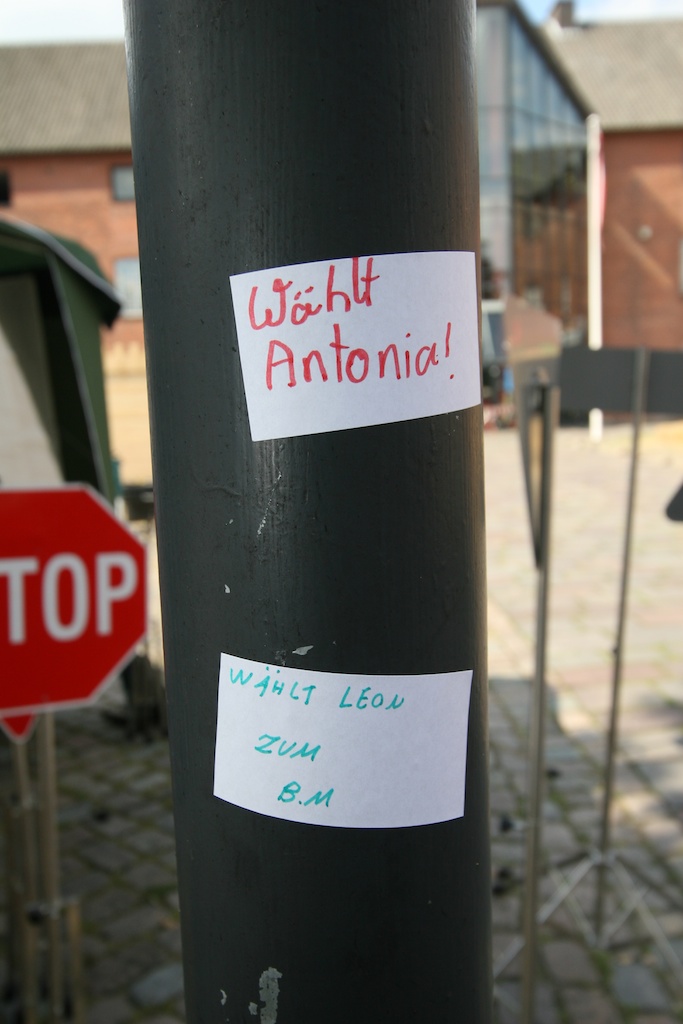 Wählt
Antonia!
TOP
WÄHLT LEON
ZUM
B.M